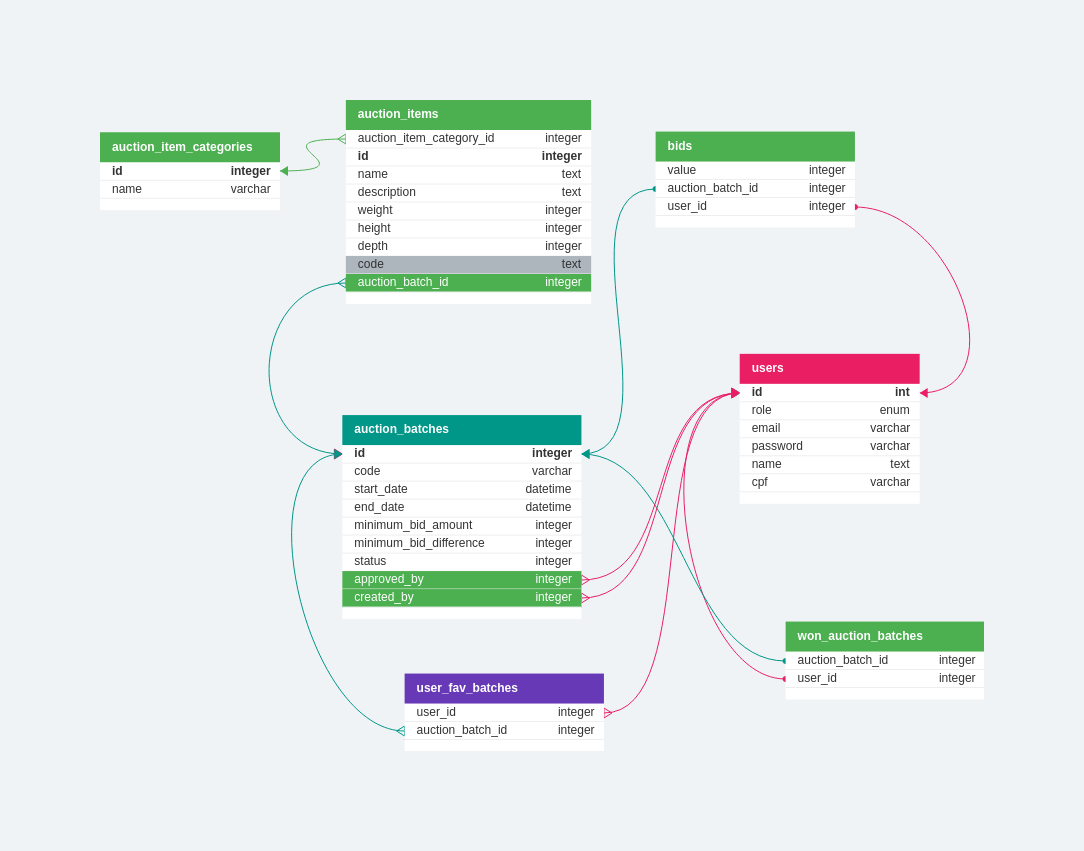 auction_item_categories
id integer
name varchar
auction_items
auction_item_category_id integer
id integer
name text
description text
weight integer
height integer
depth integer
code text
auction_batch_id integer
bids
value integer
auction_batch_id integer
user_id integer
users
id int
role enum
email varchar
password varchar
name text
cpf varchar
auction_batches
id integer
code varchar
start_date datetime
end_date datetime
minimum_bid_amount integer
minimum_bid_difference integer
status integer
approved_by integer
created_by integer
won_auction_batches
auction_batch_id integer
user_id integer
user_fav_batches
user_id integer
auction_batch_id integer